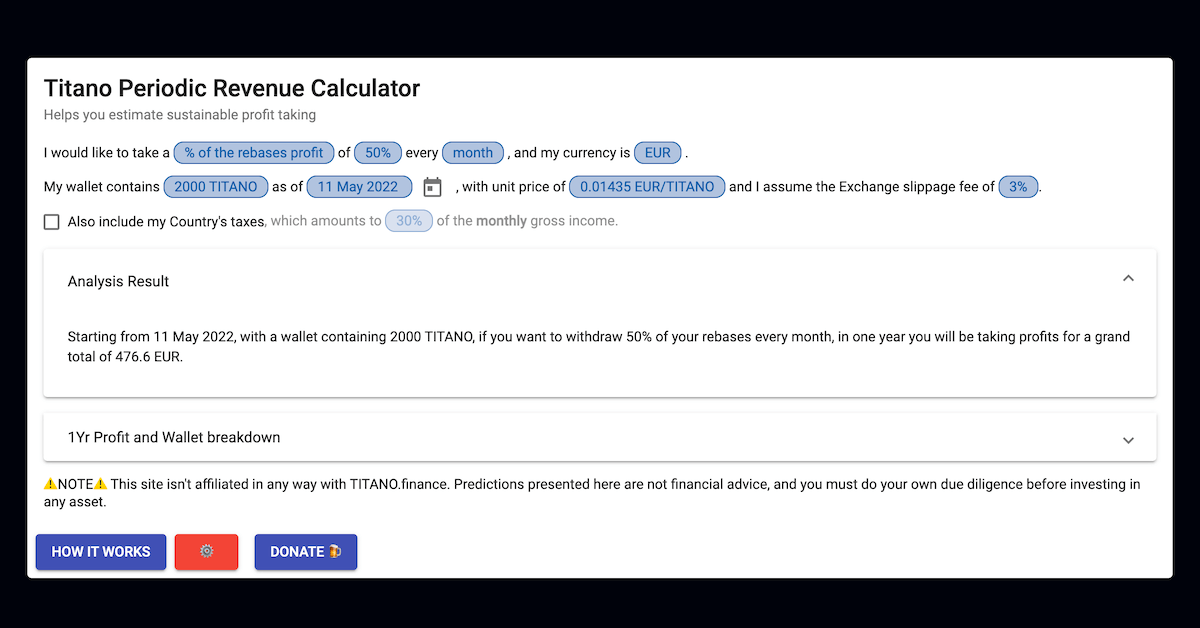 Titano Periodic Revenue Calculator
Helps you estimate sustainable profit taking
I would like to take a % of the rebases profit of 50% every month , and my currency is EUR .
My wallet contains 2000 TITANO as of 11 May 2022 , with unit price of 0.01435 EUR/TITANO and I assume the Exchange slippage fee of 3%.
Also include my Country's taxes, which amounts to 30% of the monthly gross income.
Analysis Result
Starting from 11 May 2022, with a wallet containing 2000 TITANO, if you want to withdraw 50% of your rebases every month, in one year you will be taking profits for a grand
total of 476.6 EUR.
1Yr Profit and Wallet breakdown
⚠️NOTE⚠️ This site isn't affiliated in any way with TITANO.finance. Predictions presented here are not financial advice, and you must do your own due diligence before investing in
any asset.
HOW IT WORKS ⚙️ DONATE 🍺